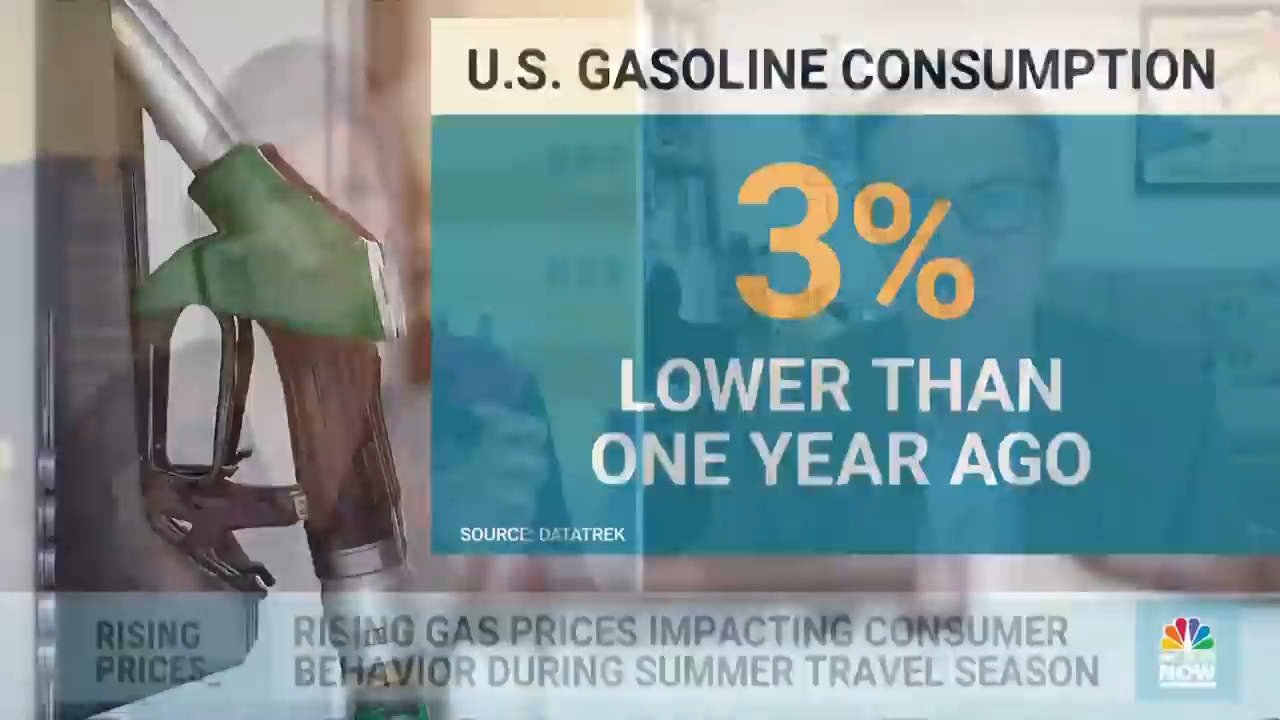 U.S. GASOLINE CONSUMPTION
3%
LOWER THAN
ONE YEAR AGO
SOURCE: DATATREK
RISING
PRICES
RISING GAS PRICES IMPACTING CONSUMER
BEHAVIOR DURING SUMMER TRAVEL SEASON
NOW